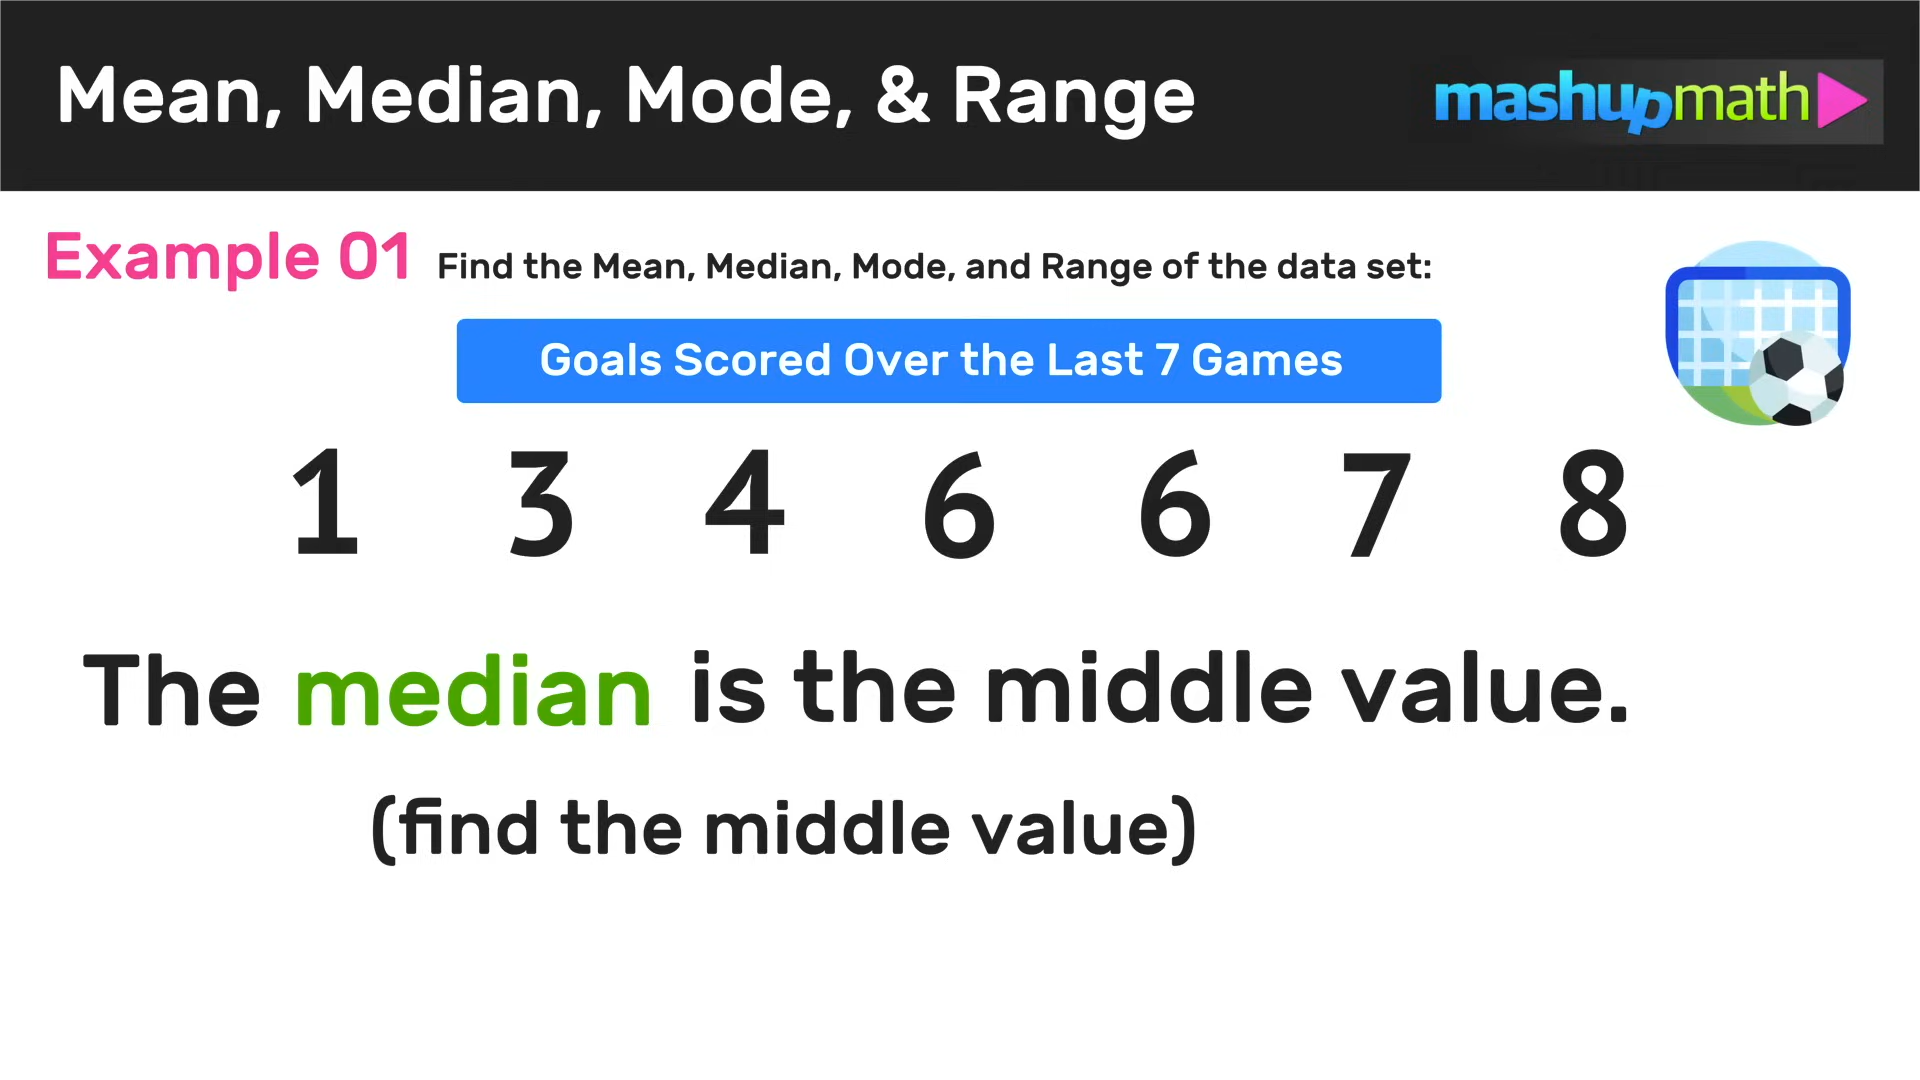 Mean, Median, Mode, & Range
mashupmath
Example 01 Find the Mean, Median, Mode, and Range of the data set:
Goals Scored Over the Last 7 Games
1 3 4 6 6 7 8
The median is the middle value.
(find the middle value)